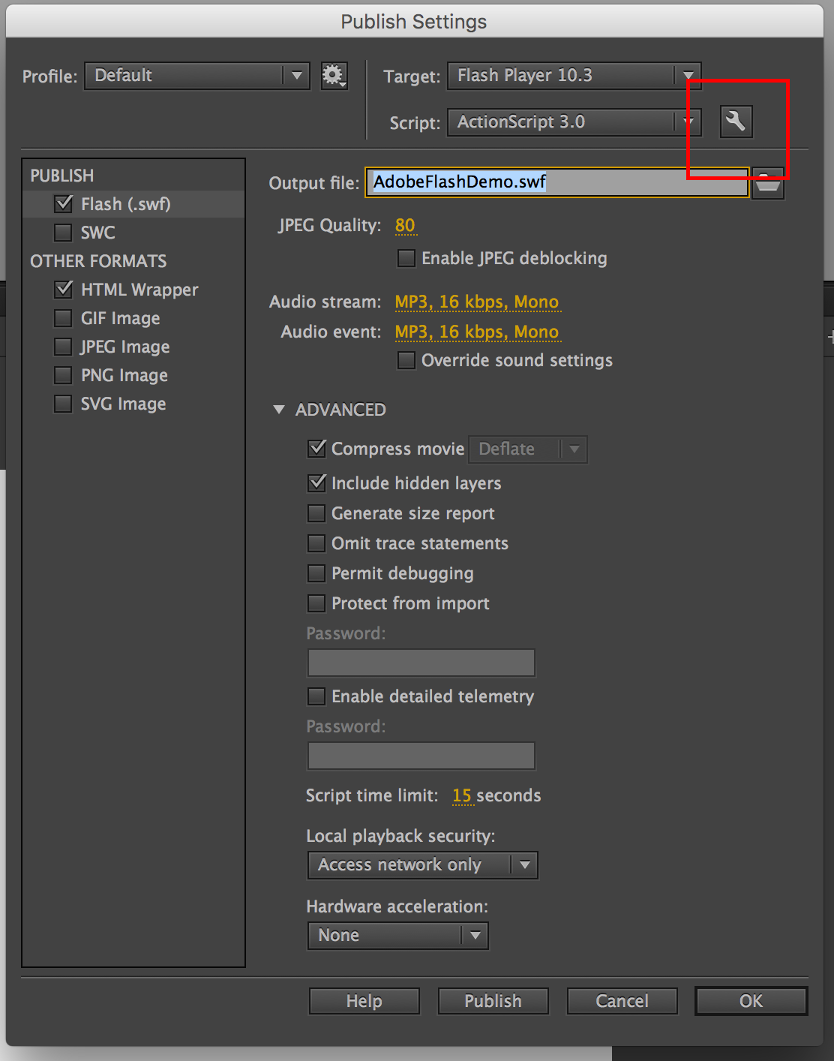 Publish Settings
Profile: Default
Target: Flash Player 10.3
Script: ActionScript 3.0
PUBLISH
Flash (.swf)
SWC
OTHER FORMATS
HTML Wrapper
GIF Image
JPEG Image
PNG Image
SVG Image
Output file: AdobeFlashDemo.swf
JPEG Quality: 80
Enable JPEG deblocking
Audio stream: MP3, 16 kbps, Mono
Audio event: MP3, 16 kbps, Mono
Override sound settings
ADVANCED
Compress movie Deflate
Include hidden layers
Generate size report
Omit trace statements
Permit debugging
Protect from import
Password:
Enable detailed telemetry
Password:
Script time limit: 15 seconds
Local playback security:
Access network only
Hardware acceleration:
None
Help Publish Cancel OK